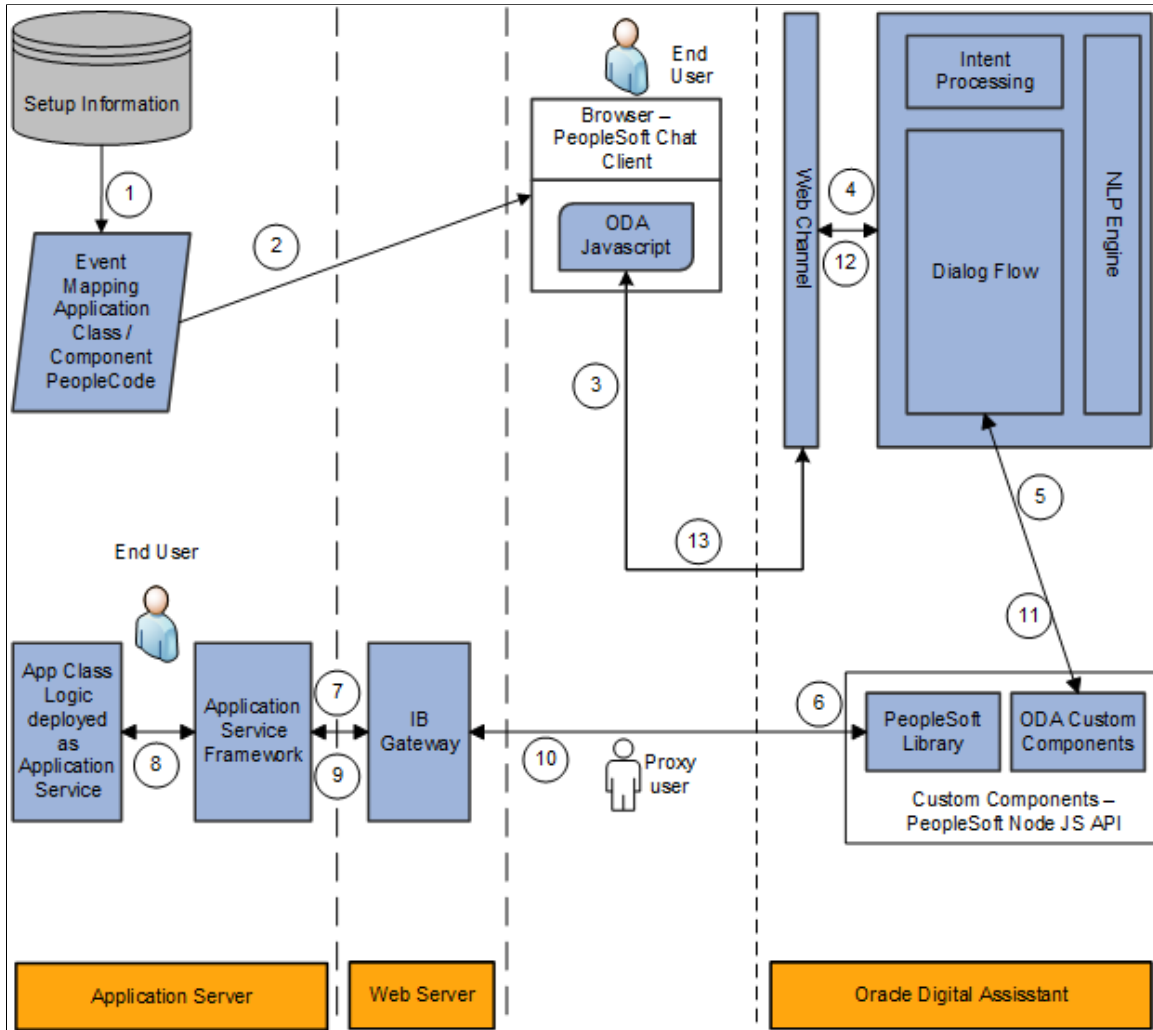 Setup Information
1
Event
Mapping
Application
Class /
Component
PeopleCode
2
End
User
Browser –
PeopleSoft Chat
Client
ODA
Javascript
3
13
Web Channel
4
12
Intent
Processing
Dialog Flow
NLP Engine
5
11
End User
App Class
Logic
deployed
as
Application
Service
8
Application
Service
Framework
7
9
IB
Gateway
10
Proxy
user
6
PeopleSoft
Library
ODA Custom
Components
Custom Components –
PeopleSoft Node JS API
Application Server
Web Server
Oracle Digital Assisstant